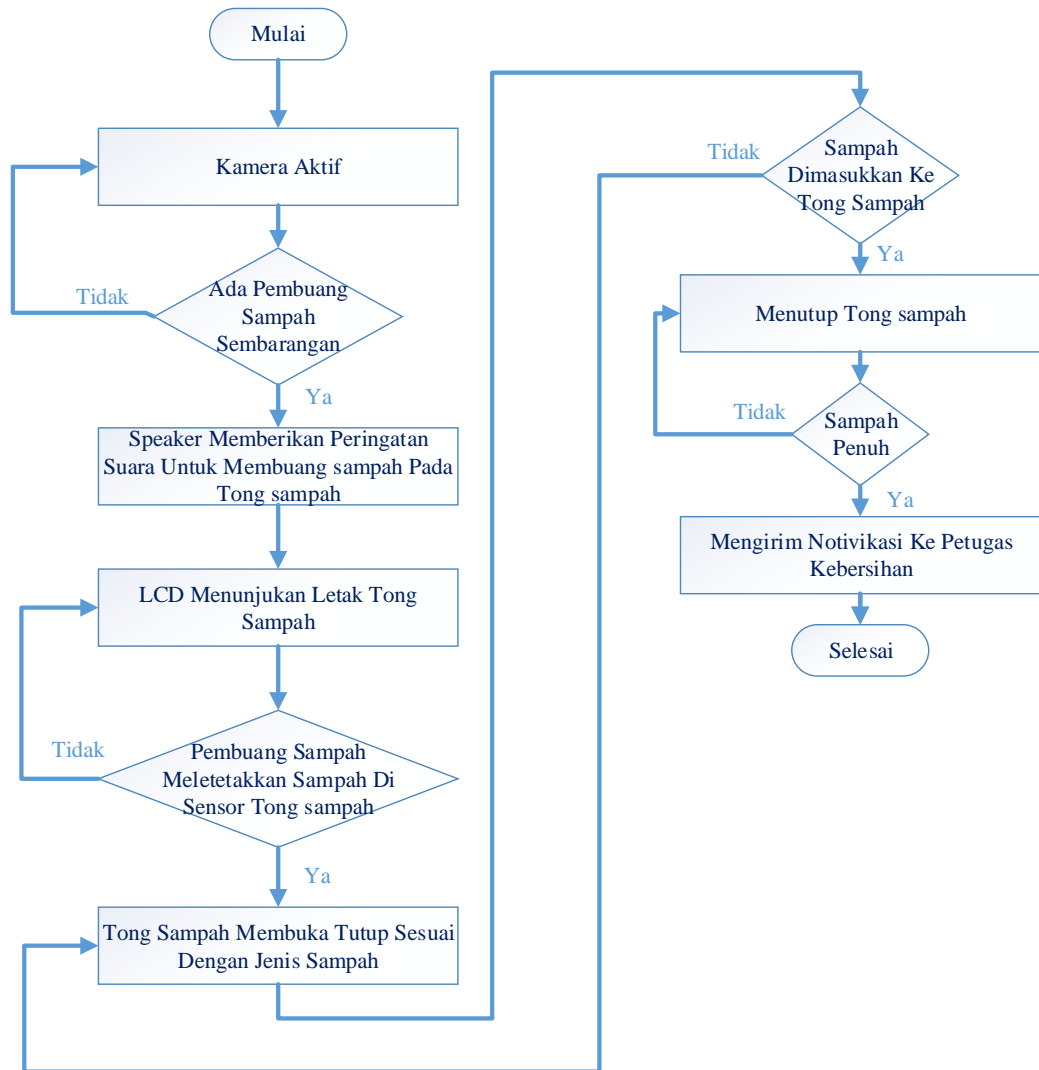 Mulai
Kamera Aktif
Ada Pembuang
Sampah
Sembarangan
Tidak
Ya
Speaker Memberikan Peringatan
Suara Untuk Membuang sampah Pada
Tong sampah
LCD Menunjukan Letak Tong
Sampah
Pembuang Sampah
Meletetakkan Sampah Di
Sensor Tong sampah
Tidak
Ya
Tong Sampah Membuka Tutup Sesuai
Dengan Jenis Sampah
Sampah
Dimasukkan Ke
Tong Sampah
Tidak
Ya
Menutup Tong sampah
Sampah
Penuh
Tidak
Ya
Mengirim Notivikasi Ke Petugas
Kebersihan
Selesai